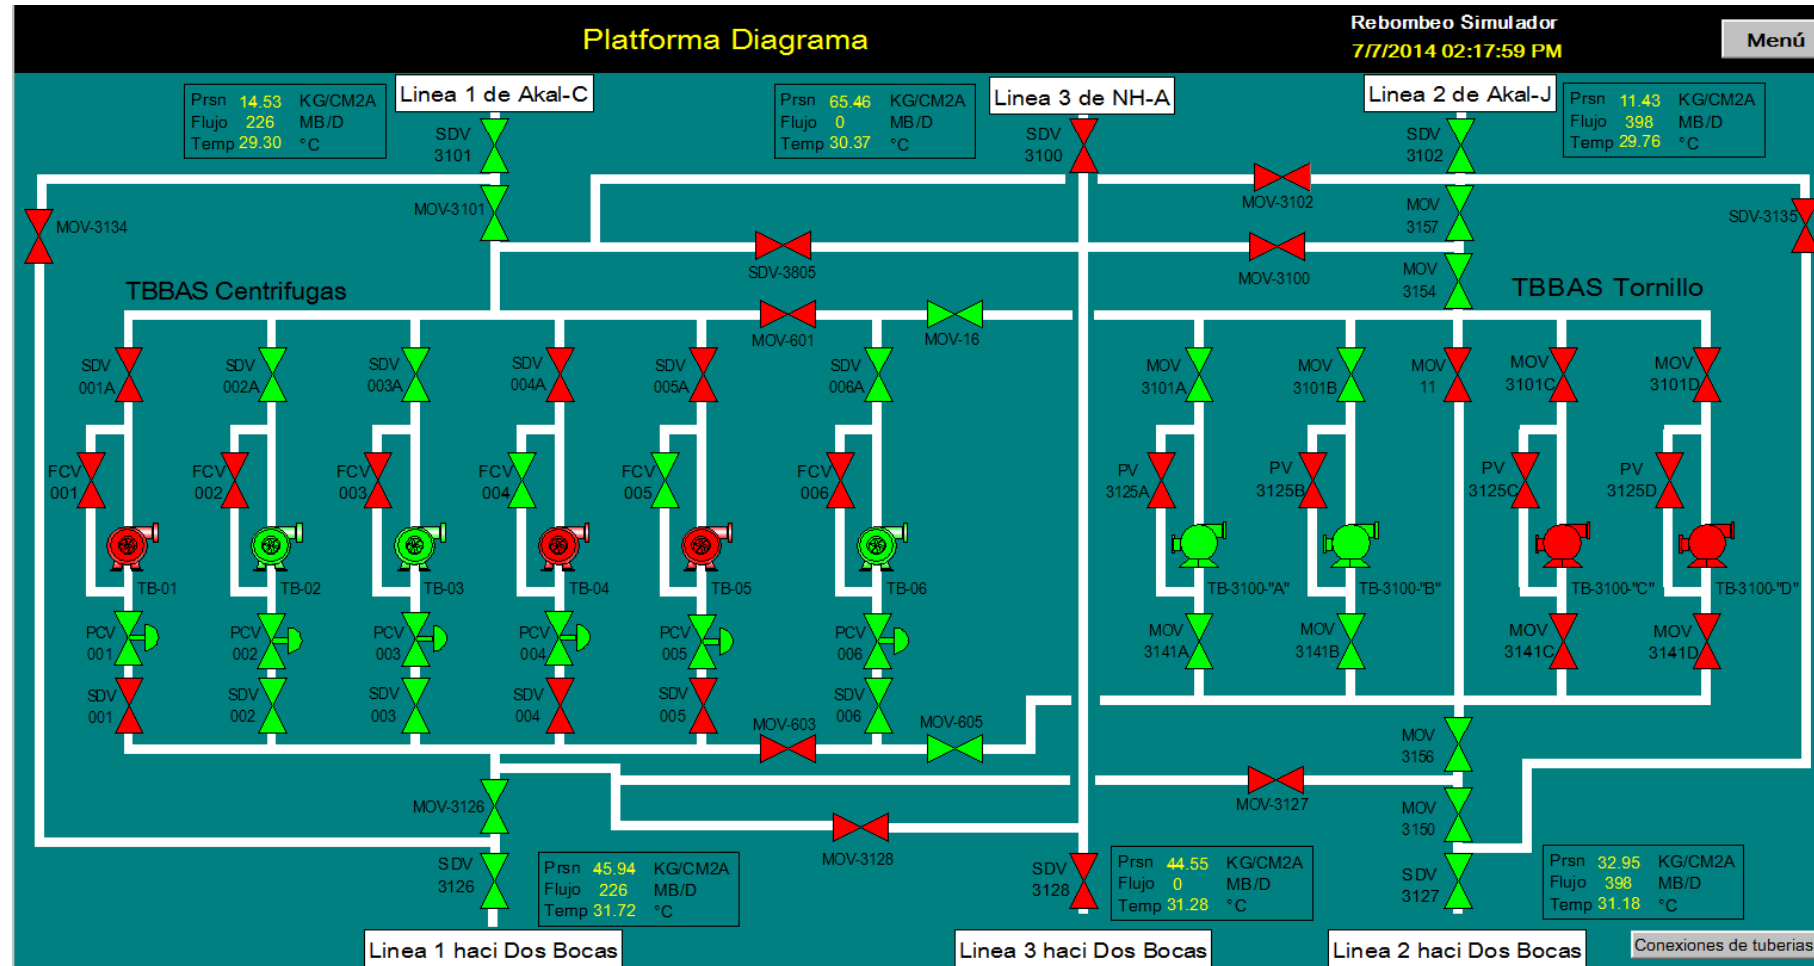 Platforma Diagrama
Rebombeo Simulador
7/7/2014 02:17:59 PM
Menú
Prsn 14.53 KG/CM2A
Flujo 226 MB/D
Temp 29.30 °C
Linea 1 de Akal-C
Prsn 65.46 KG/CM2A
Flujo 0 MB/D
Temp 30.37 °C
Linea 3 de NH-A
Linea 2 de Akal-J
Prsn 11.43 KG/CM2A
Flujo 398 MB/D
Temp 29.76 °C
SDV
3101
SDV
3100
SDV
3102
MOV-3134
MOV-3101
MOV-3102
MOV
3157
SDV-3135
SDV-3805
MOV-3100
MOV
3154
TBBAS Centrifugas
TBBAS Tornillo
MOV-601
MOV-16
SDV
001A
SDV
002A
SDV
003A
SDV
004A
SDV
005A
SDV
006A
MOV
3101A
MOV
3101B
MOV
11
MOV
3101C
MOV
3101D
FCV
001
FCV
002
FCV
003
FCV
004
FCV
005
FCV
006
PV
3125A
PV
3125B
PV
3125C
PV
3125D
TB-01
TB-02
TB-03
TB-04
TB-05
TB-06
TB-3100-"A"
TB-3100-"B"
TB-3100-"C"
TB-3100-"D"
PCV
001
PCV
002
PCV
003
PCV
004
PCV
005
PCV
006
MOV
3141A
MOV
3141B
MOV
3141C
MOV
3141D
SDV
001
SDV
002
SDV
003
SDV
004
SDV
005
SDV
006
MOV-603
MOV-605
MOV
3156
MOV-3126
MOV-3127
MOV
3150
MOV-3128
SDV
3126
Prsn 45.94 KG/CM2A
Flujo 226 MB/D
Temp 31.72 °C
SDV
3128
Prsn 44.55 KG/CM2A
Flujo 0 MB/D
Temp 31.28 °C
SDV
3127
Prsn 32.95 KG/CM2A
Flujo 398 MB/D
Temp 31.18 °C
Linea 1 haci Dos Bocas
Linea 3 haci Dos Bocas
Linea 2 haci Dos Bocas
Conexiones de tuberias